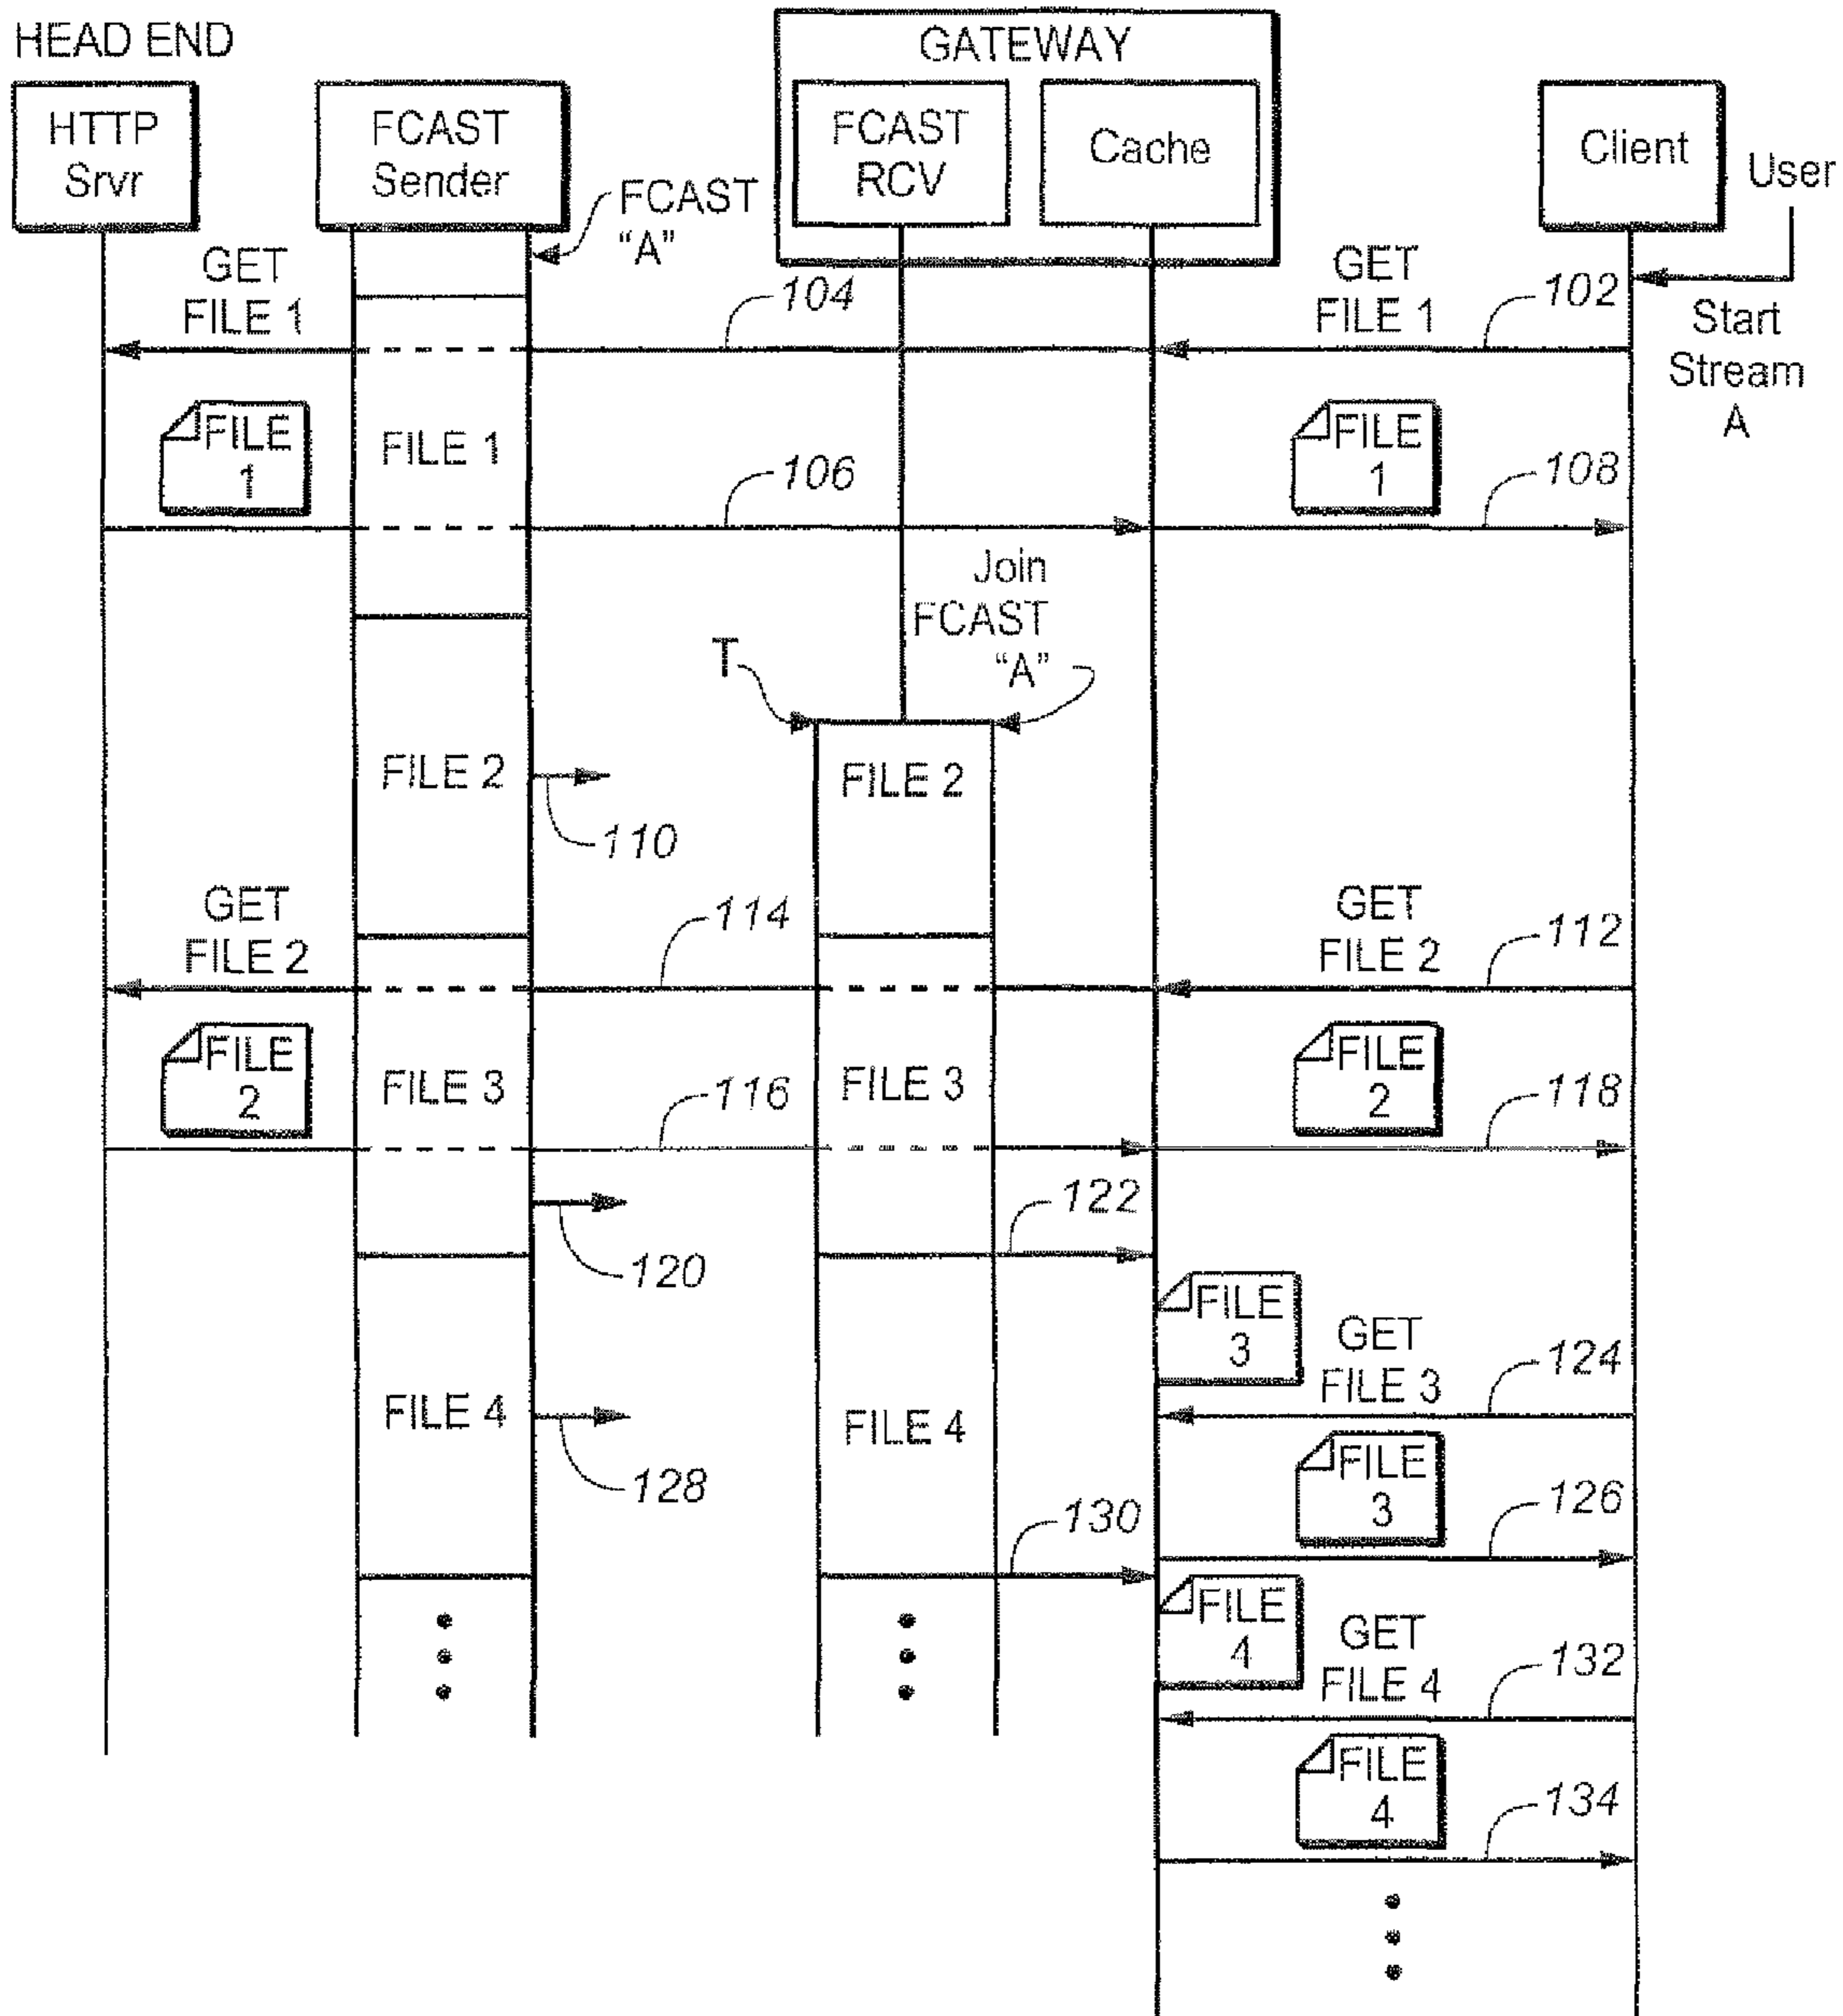 HEAD END
GATEWAY
HTTP
Srvr
FCAST
Sender
FCAST
RCV
Cache
Client
User
FCAST
"A"
GET
FILE 1
104
GET
FILE 1
102
Start
Stream
A
FILE
1
FILE 1
106
FILE
1
108
Join
FCAST
"A"
T
FILE 2
110
FILE 2
GET
FILE 2
114
GET
FILE 2
112
FILE
2
FILE 3
116
FILE 3
FILE
2
118
120
122
FILE
3
GET
FILE 3
124
FILE 4
128
FILE 4
FILE
3
126
130
FILE
4
GET
FILE 4
132
FILE
4
134